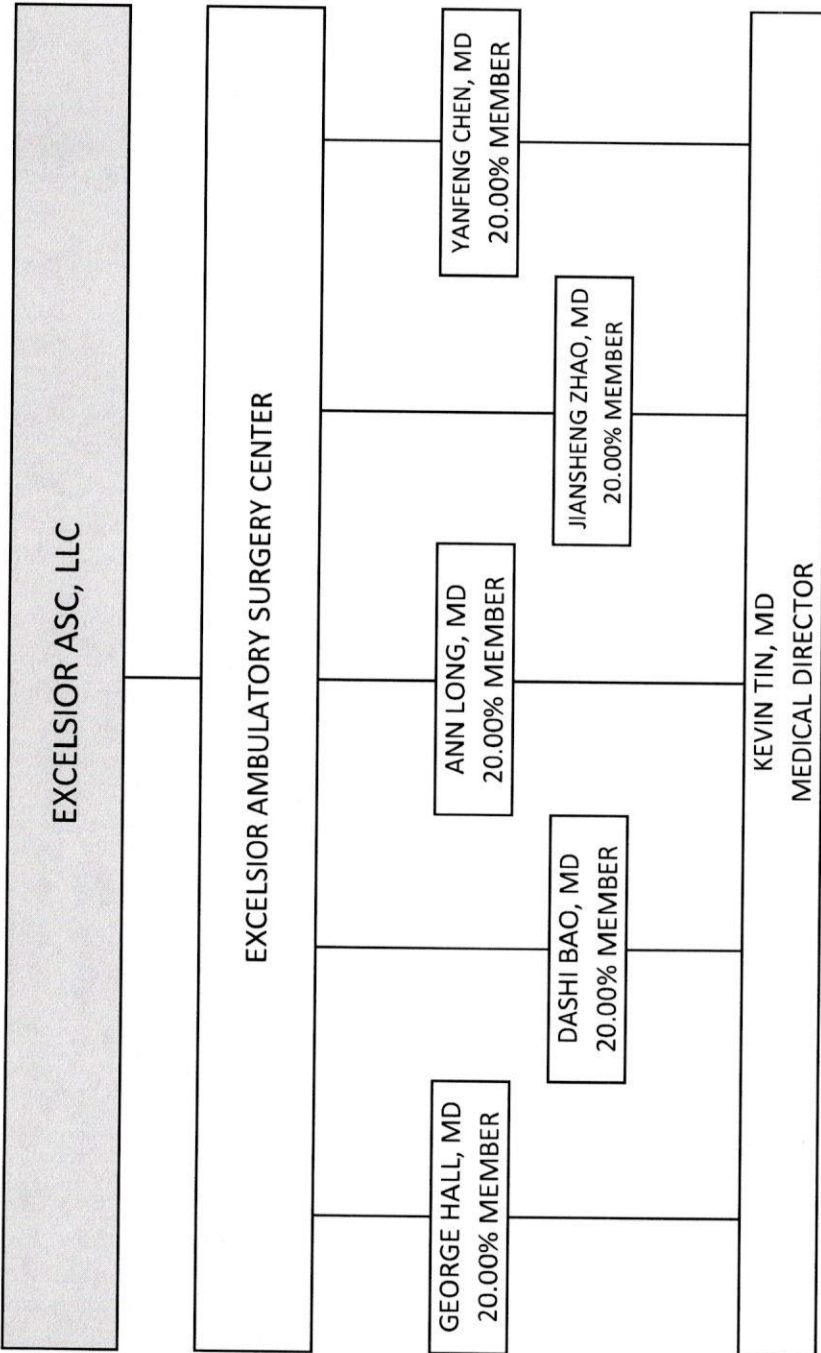 EXCELSIOR ASC, LLC
EXCELSIOR AMBULATORY SURGERY CENTER
GEORGE HALL, MD
20.00% MEMBER
DASHI BAO, MD
20.00% MEMBER
ANN LONG, MD
20.00% MEMBER
JIANSHENG ZHAO, MD
20.00% MEMBER
YANFENG CHEN, MD
20.00% MEMBER
KEVIN TIN, MD
MEDICAL DIRECTOR